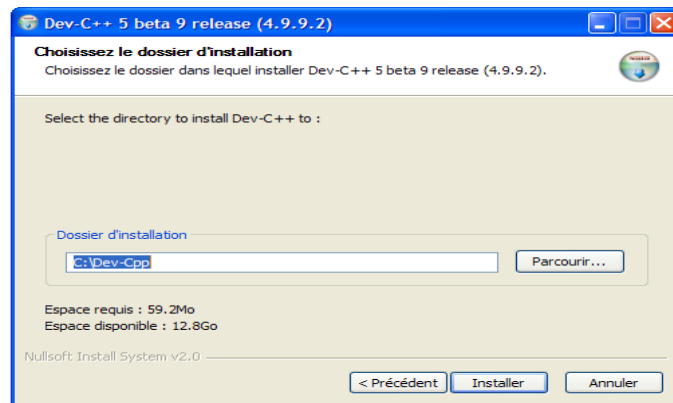 Dev-C++ 5 beta 9 release (4.9.9.2)
Choisissez le dossier d'installation
Choisissez le dossier dans lequel installer Dev-C++ 5 beta 9 release (4.9.9.2).
Select the directory to install Dev-C++ to :
Dossier d'installation
C:\Dev-Cpp
Parcourir...
Espace requis : 59.2Mo
Espace disponible : 12.8Go
Nullsoft Install System v2.0
< Précédent
Installer
Annuler